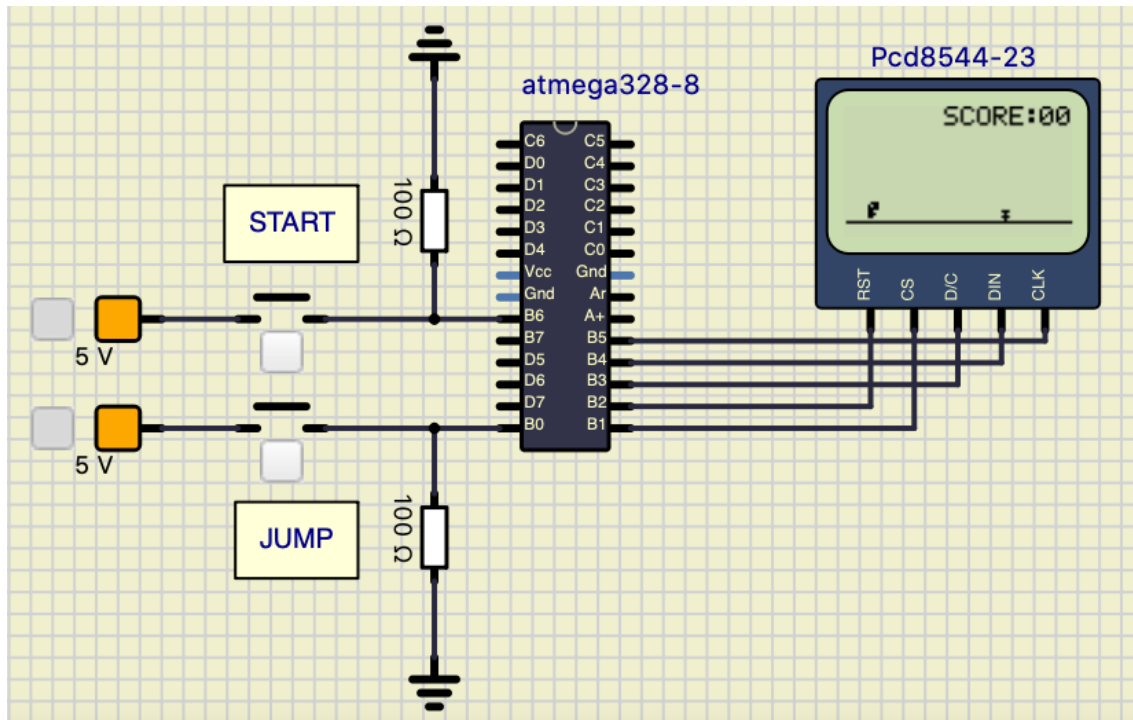 Pcd8544-23
SCORE:00
RST
CS
D/C
DIN
CLK
atmega328-8
C6 C5
D0 C4
D1 C3
D2 C2
D3 C1
D4 C0
Vcc Gnd
Gnd Ar
B6 A+
B7 B5
D5 B4
D6 B3
D7 B2
B0 B1
100 Ω
START
5 V
5 V
100 Ω
JUMP